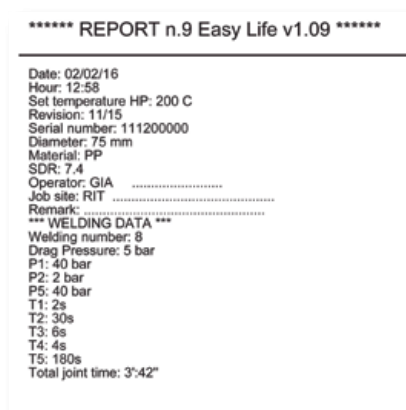 ****** REPORT n.9 Easy Life v1.09 ******
Date: 02/02/16
Hour: 12:58
Set temperature HP: 200 C
Revision: 11/15
Serial number: 111200000
Diameter: 75 mm
Material: PP
SDR: 7.4
Operator: GIA ..........................
Job site: RIT ..............................................
Remark: ....................................................
*** WELDING DATA ***
Welding number: 8
Drag Pressure: 5 bar
P1: 40 bar
P2: 2 bar
P5: 40 bar
T1: 2s
T2: 30s
T3: 6s
T4: 4s
T5: 180s
Total joint time: 3':42"